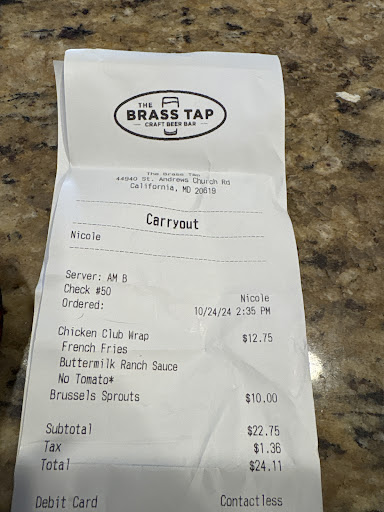 THE
BRASS TAP
CRAFT BEER BAR
The Brass Tap
44940 St. Andrews Church Rd
California, MD 20619
Carryout
Nicole
Server: AM B
Check #50 Nicole
Ordered: 10/24/24 2:35 PM
Chicken Club Wrap $12.75
French Fries
Buttermilk Ranch Sauce
No Tomato*
Brussels Sprouts $10.00
Subtotal $22.75
Tax $1.36
Total $24.11
Debit Card Contactless